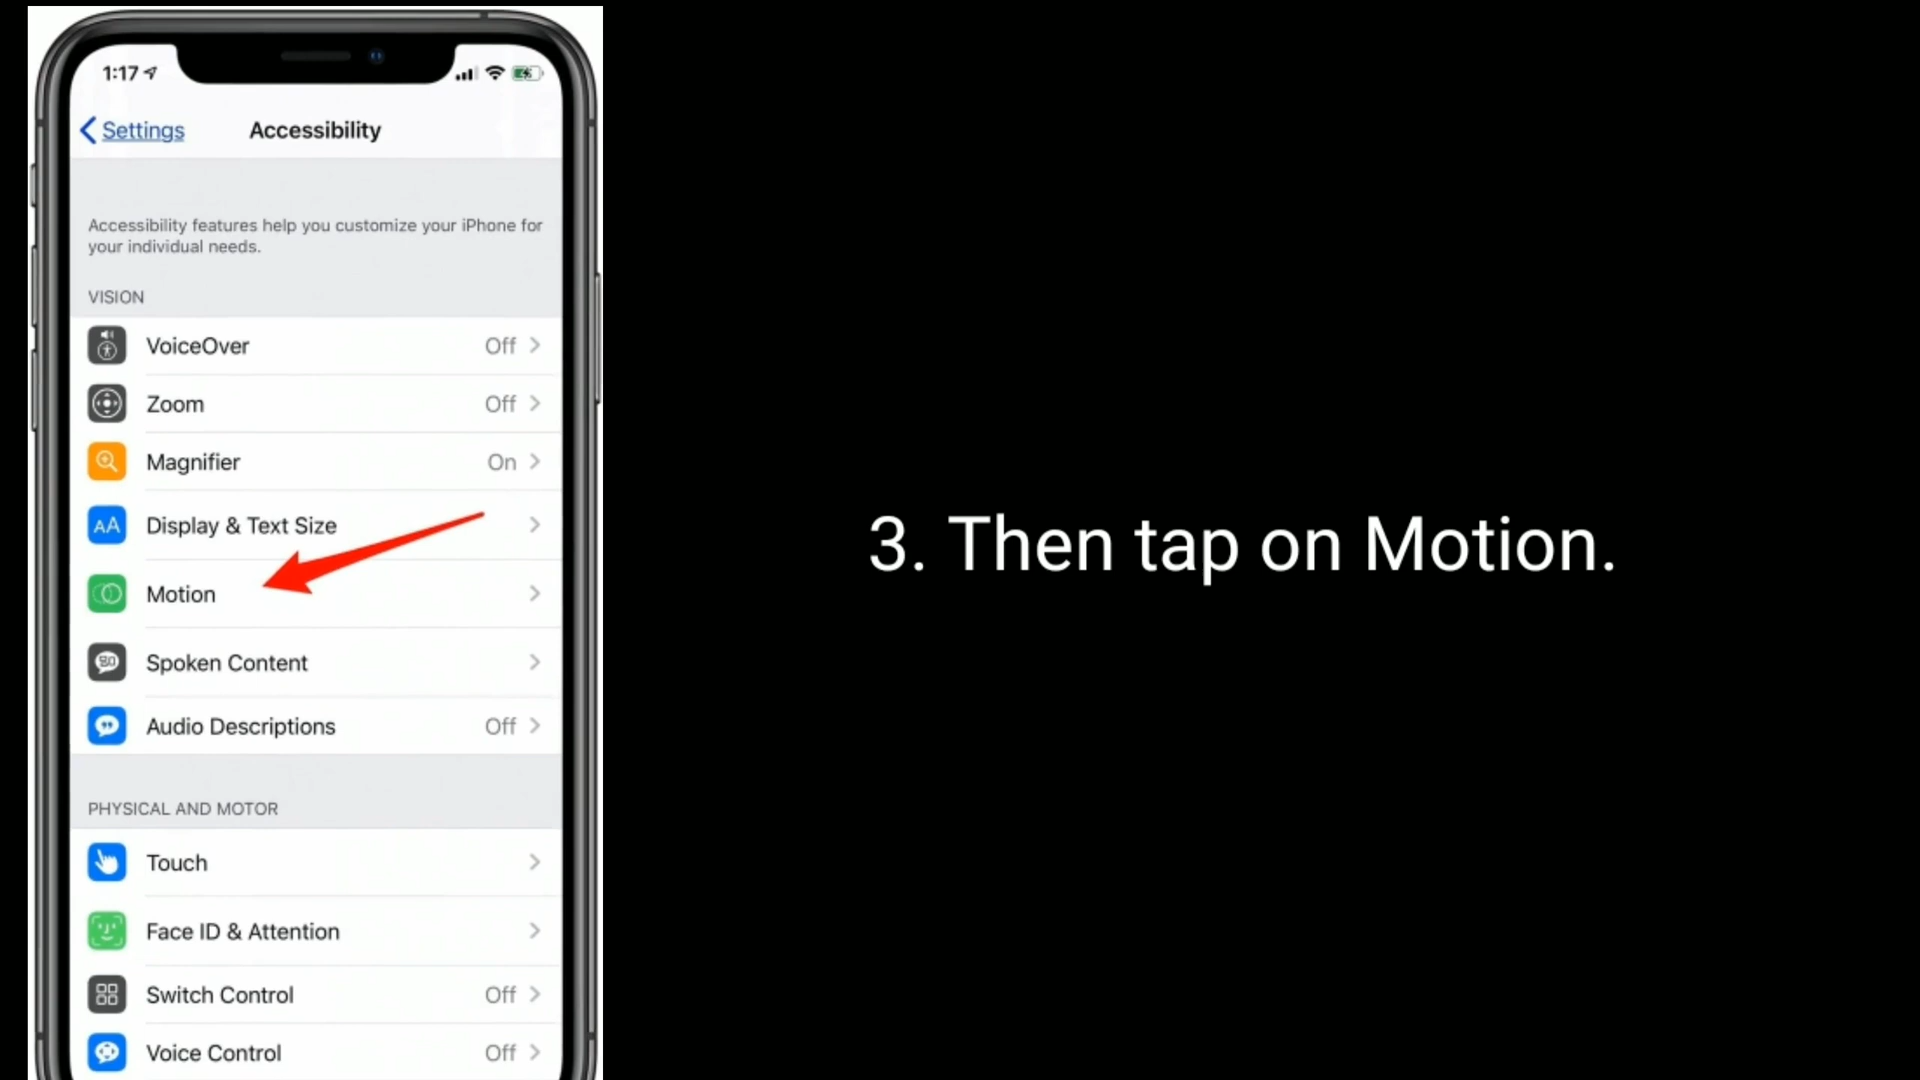 1:17
Settings
Accessibility
Accessibility features help you customize your iPhone for
your individual needs.
VISION
VoiceOver Off
Zoom Off
Magnifier On
AA Display & Text Size
Motion
Spoken Content
Audio Descriptions Off
PHYSICAL AND MOTOR
Touch
Face ID & Attention
Switch Control Off
Voice Control Off
3. Then tap on Motion.